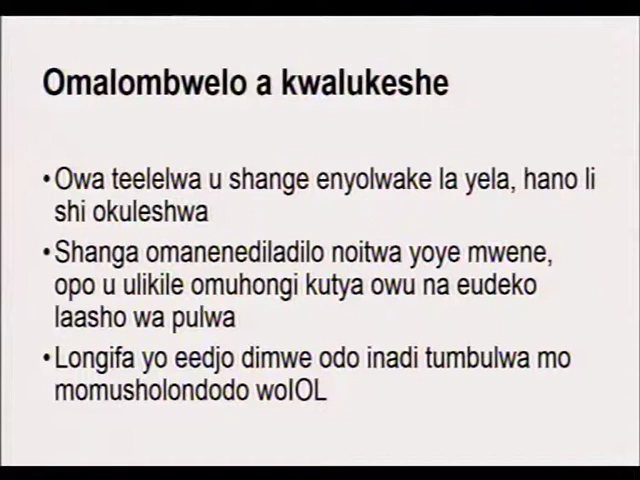 Omalombwelo a kwalukeshe
• Owa teelelwa u shange enyolwake la yela, hano li
shi okuleshwa
• Shanga omanenediladilo noitwa yoye mwene,
opo u ulikile omuhongi kutya owu na eudeko
laasho wa pulwa
• Longifa yo eedjo dimwe odo inadi tumbulwa mo
momusholondodo woIOL